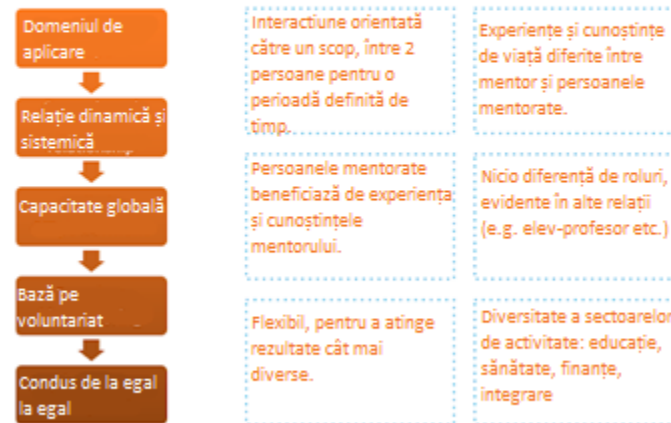 Domeniul de
aplicare
Relație dinamică și
sistemică
Capacitate globală
Bază pe
voluntariat
Condus de la egal
la egal
Interactiune orientată
către un scop, între 2
persoane pentru o
perioadă definită de
timp.
Experiențe și cunoștințe
de viață diferite între
mentor și persoanele
mentorate.
Persoanele mentorate
beneficiază de experiența
și cunoștințele
mentorului.
Nicio diferență de roluri,
evidente în alte relații
(e.g. elev-profesor etc.)
Flexibil, pentru a atinge
rezultate cât mai
diverse.
Diversitate a sectoarelor
de activitate: educație,
sănătate, finanțe,
integrare